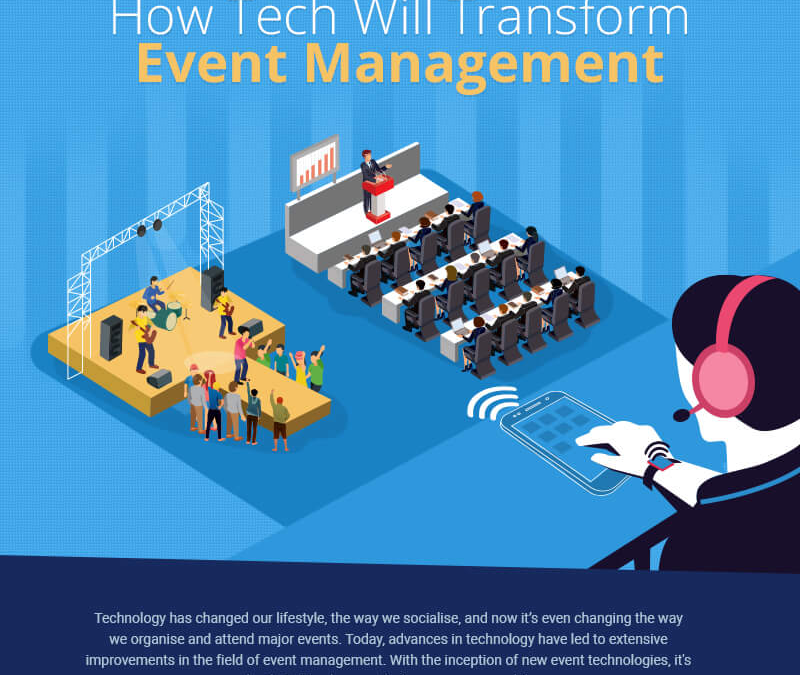 How Tech Will Transform
Event Management
Technology has changed our lifestyle, the way we socialise, and now it's even changing the way
we organise and attend major events. Today, advances in technology have led to extensive
improvements in the field of event management. With the inception of new event technologies, it's